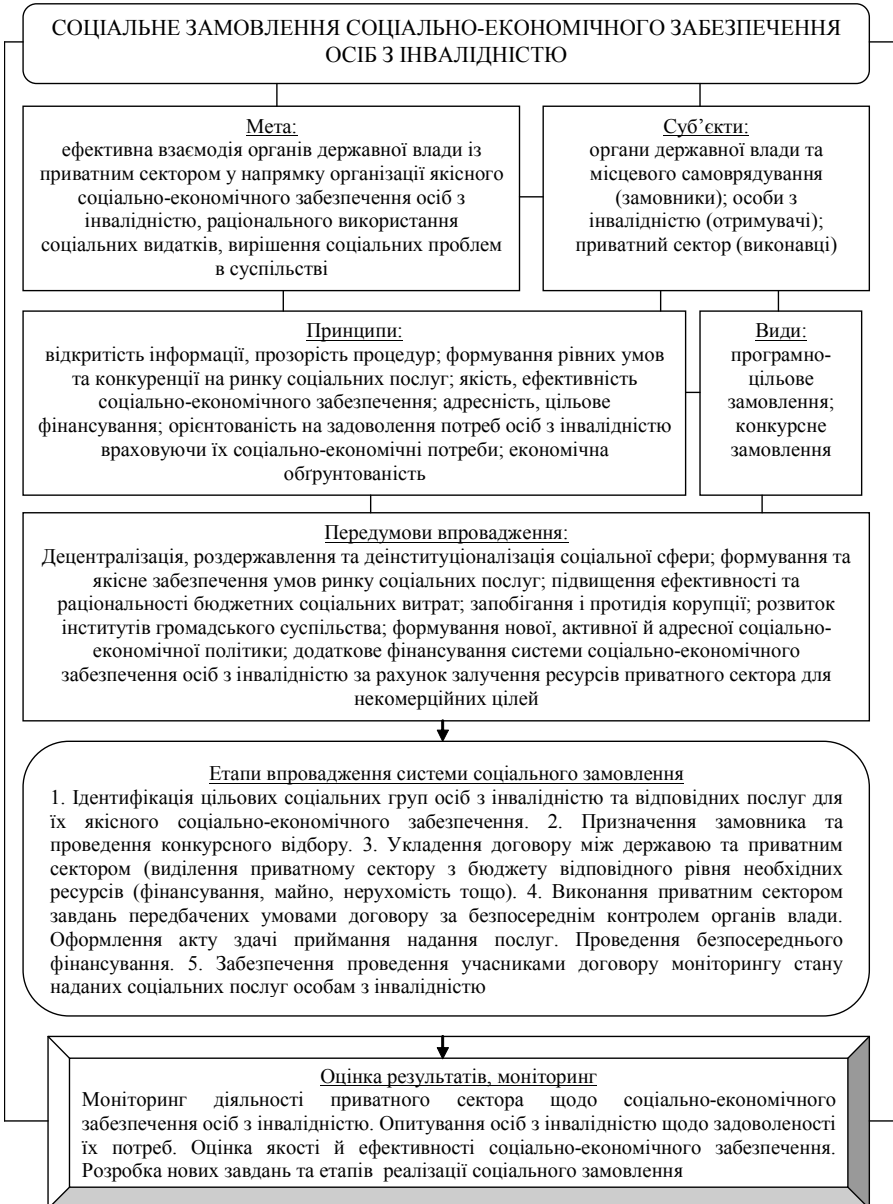 СОЦІАЛЬНЕ ЗАМОВЛЕННЯ СОЦІАЛЬНО-ЕКОНОМІЧНОГО ЗАБЕЗПЕЧЕННЯ
ОСІБ З ІНВАЛІДНІСТЮ
Мета:
ефективна взаємодія органів державної влади із
приватним сектором у напрямку організації якісного
соціально-економічного забезпечення осіб з
інвалідністю, раціонального використання
соціальних видатків, вирішення соціальних проблем
в суспільстві
Суб’єкти:
органи державної влади та
місцевого самоврядування
(замовники); особи з
інвалідністю (отримувачі);
приватний сектор (виконавці)
Принципи:
відкритість інформації, прозорість процедур; формування рівних умов
та конкуренції на ринку соціальних послуг; якість, ефективність
соціально-економічного забезпечення; адресність, цільове
фінансування; орієнтованість на задоволення потреб осіб з інвалідністю
враховуючи їх соціально-економічні потреби; економічна
обґрунтованість
Види:
програмно-
цільове
замовлення;
конкурсне
замовлення
Передумови впровадження:
Децентралізація, роздержавлення та деінституціоналізація соціальної сфери; формування та
якісне забезпечення умов ринку соціальних послуг; підвищення ефективності та
раціональності бюджетних соціальних витрат; запобігання і протидія корупції; розвиток
інститутів громадського суспільства; формування нової, активної й адресної соціально-
економічної політики; додаткове фінансування системи соціально-економічного
забезпечення осіб з інвалідністю за рахунок залучення ресурсів приватного сектора для
некомерційних цілей
Етапи впровадження системи соціального замовлення
1. Ідентифікація цільових соціальних груп осіб з інвалідністю та відповідних послуг для
їх якісного соціально-економічного забезпечення. 2. Призначення замовника та
проведення конкурсного відбору. 3. Укладення договору між державою та приватним
сектором (виділення приватному сектору з бюджету відповідного рівня необхідних
ресурсів (фінансування, майно, нерухомість тощо). 4. Виконання приватним сектором
завдань передбачених умовами договору за безпосереднім контролем органів влади.
Оформлення акту здачі приймання надання послуг. Проведення безпосереднього
фінансування. 5. Забезпечення проведення учасниками договору моніторингу стану
наданих соціальних послуг особам з інвалідністю
Оцінка результатів, моніторинг
Моніторинг діяльності приватного сектора щодо соціально-економічного
забезпечення осіб з інвалідністю. Опитування осіб з інвалідністю щодо задоволеності
їх потреб. Оцінка якості й ефективності соціально-економічного забезпечення.
Розробка нових завдань та етапів реалізації соціального замовлення